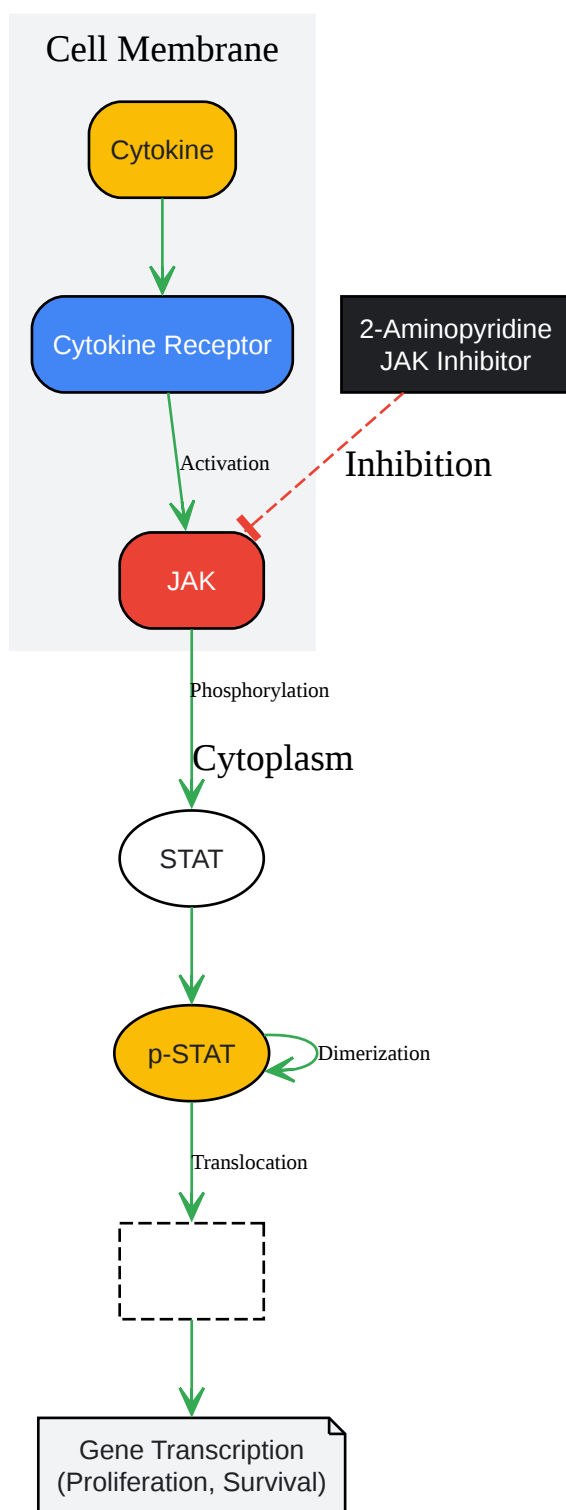 Cell Membrane
Cytokine
Cytokine Receptor
2-Aminopyridine
JAK Inhibitor
Activation
Inhibition
JAK
Phosphorylation
Cytoplasm
STAT
p-STAT
Dimerization
Translocation
Gene Transcription
(Proliferation, Survival)